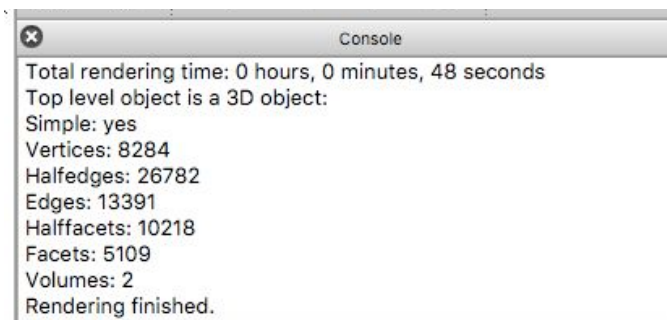 Console
Total rendering time: 0 hours, 0 minutes, 48 seconds
Top level object is a 3D object:
Simple: yes
Vertices: 8284
Halfedges: 26782
Edges: 13391
Halffacets: 10218
Facets: 5109
Volumes: 2
Rendering finished.